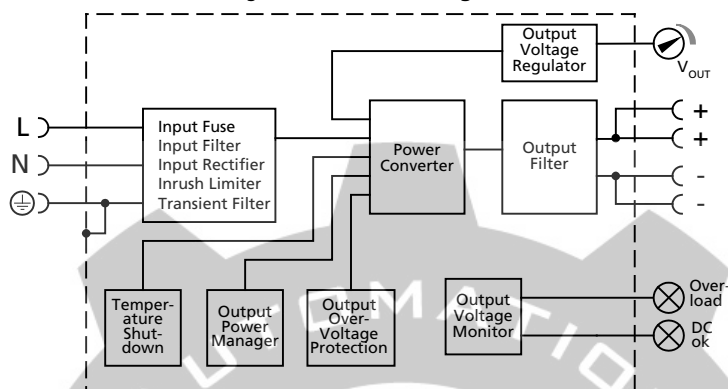 Output
Voltage
Regulator
V OUT
L
N
Input Fuse
Input Filter
Input Rectifier
Inrush Limiter
Transient Filter
Power
Converter
Output
Filter
+
+
-
-
Temper-
ature
Shut-
down
Output
Power
Manager
Output
Over-
Voltage
Protection
Output
Voltage
Monitor
Over-
load
DC
ok
UTOMATIO